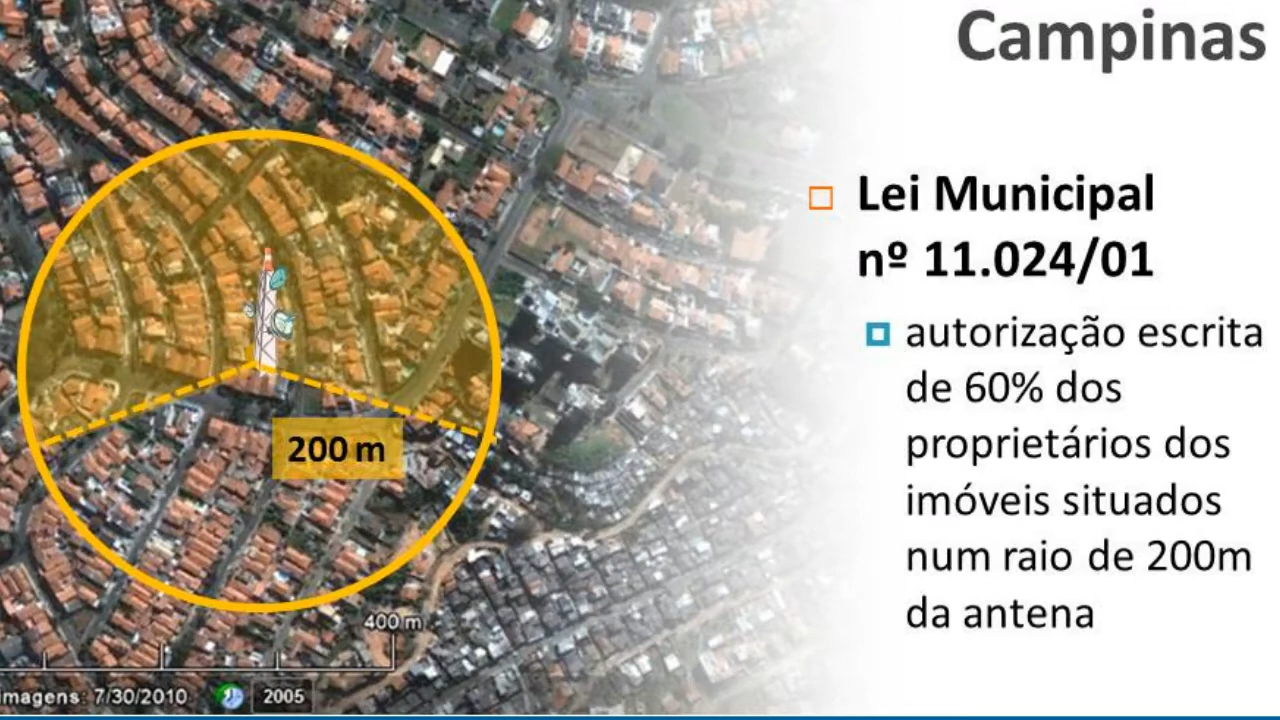 Campinas
Lei Municipal
nº 11.024/01
autorização escrita
de 60% dos
proprietários dos
imóveis situados
num raio de 200m
da antena
200 m
400 m
imagens: 7/30/2010
2005